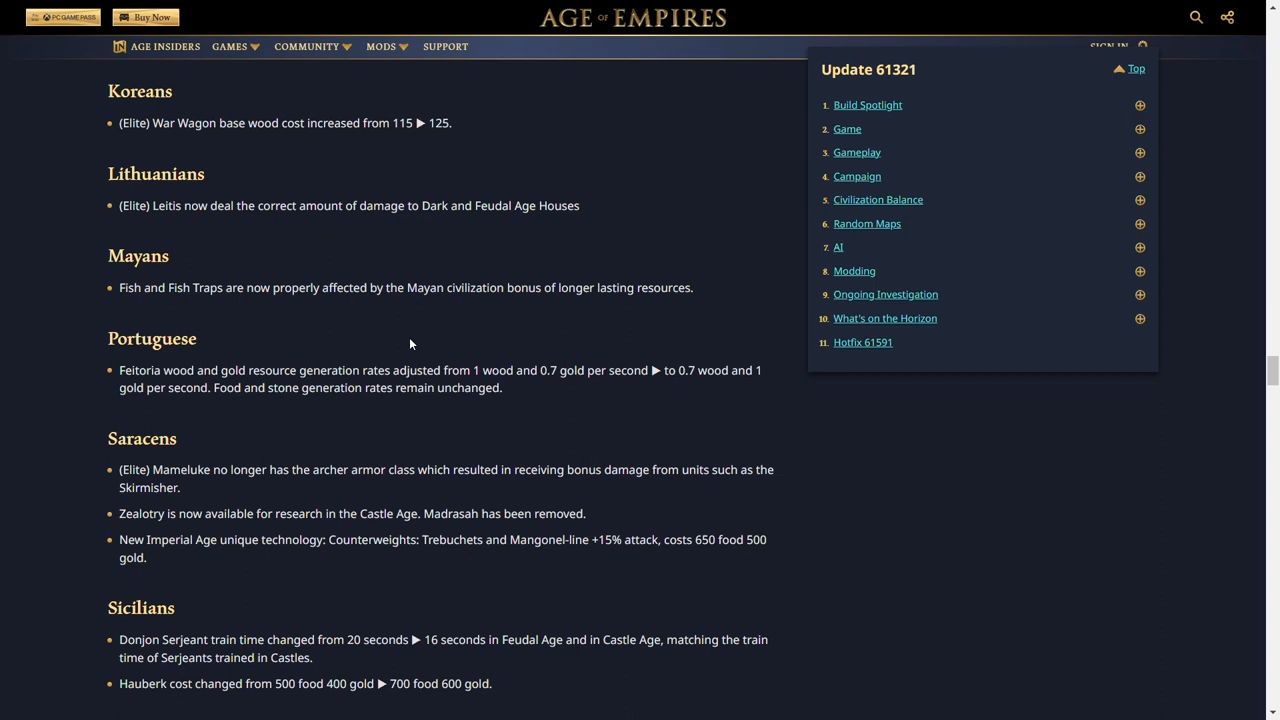 PC GAME PASS
Buy Now
AGE OF EMPIRES
AGE INSIDERS GAMES COMMUNITY MODS SUPPORT
SIGN IN
Koreans
(Elite) War Wagon base wood cost increased from 115 ▶ 125.
Lithuanians
(Elite) Leitis now deal the correct amount of damage to Dark and Feudal Age Houses
Mayans
Fish and Fish Traps are now properly affected by the Mayan civilization bonus of longer lasting resources.
Portuguese
Feitoria wood and gold resource generation rates adjusted from 1 wood and 0.7 gold per second ▶ to 0.7 wood and 1
gold per second. Food and stone generation rates remain unchanged.
Saracens
(Elite) Mameluke no longer has the archer armor class which resulted in receiving bonus damage from units such as the
Skirmisher.
Zealotry is now available for research in the Castle Age. Madrasah has been removed.
New Imperial Age unique technology: Counterweights: Trebuchets and Mangonel-line +15% attack, costs 650 food 500
gold.
Sicilians
Donjon Serjeant train time changed from 20 seconds ▶ 16 seconds in Feudal Age and in Castle Age, matching the train
time of Serjeants trained in Castles.
Hauberk cost changed from 500 food 400 gold ▶ 700 food 600 gold.
Update 61321
Top
1. Build Spotlight
2. Game
3. Gameplay
4. Campaign
5. Civilization Balance
6. Random Maps
7. AI
8. Modding
9. Ongoing Investigation
10. What's on the Horizon
11. Hotfix 61591